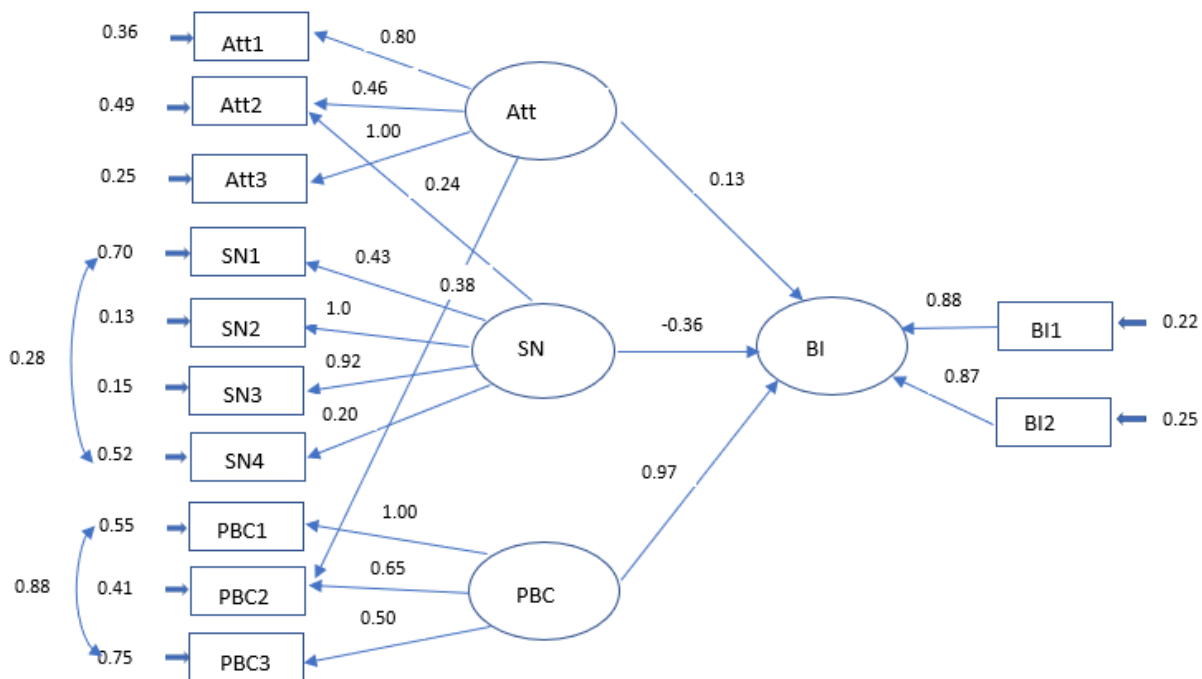 0.36
Att1
0.80
0.49
Att2
0.46
Att
1.00
0.25
Att3
0.24
0.13
0.70
SN1
0.43
0.38
0.13
SN2
1.0
SN
-0.36
BI
0.88
BI1
0.22
0.28
0.15
SN3
0.92
0.87
BI2
0.25
0.20
0.52
SN4
0.97
0.55
PBC1
1.00
0.88
0.41
PBC2
0.65
PBC
0.50
0.75
PBC3